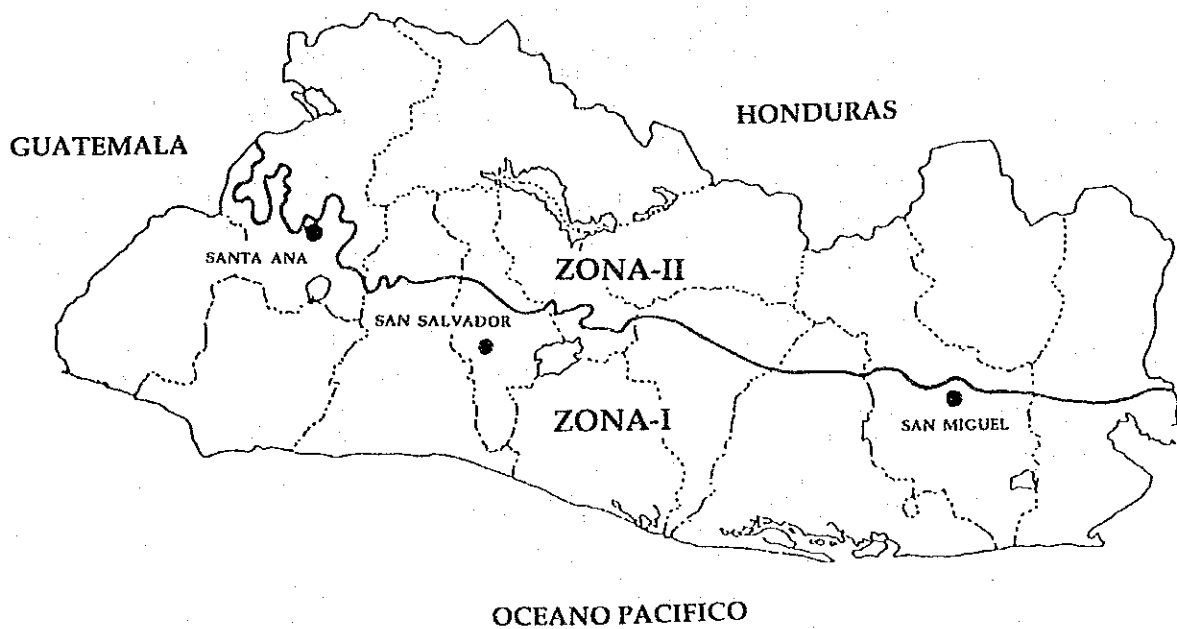 HONDURAS
GUATEMALA
SANTA ANA
ZONA-II
SAN SALVADOR
ZONA-I
SAN MIGUEL
OCEANO PACIFICO